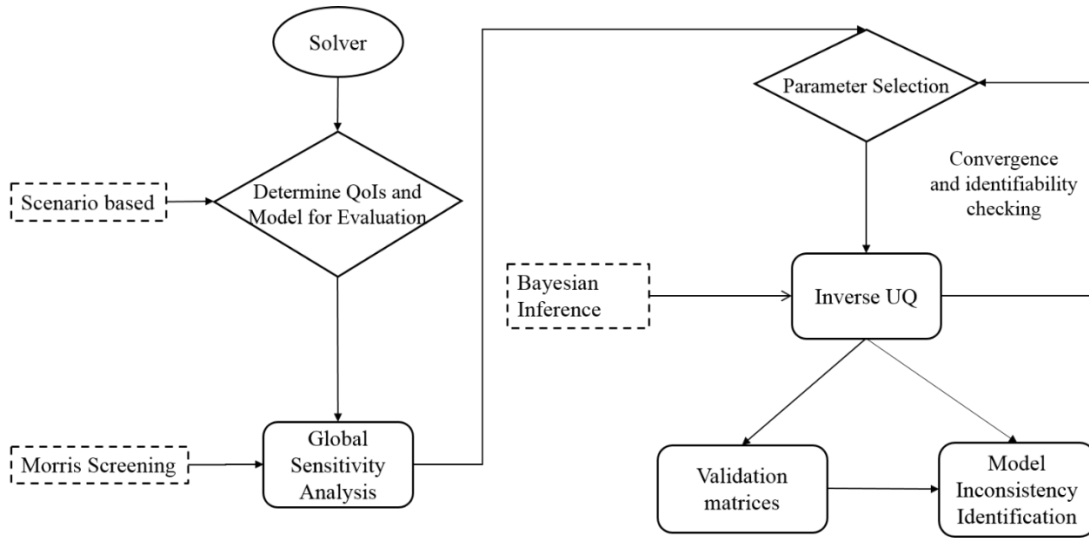 Solver
Scenario based
Determine QoIs and
Model for Evaluation
Morris Screening
Global
Sensitivity
Analysis
Parameter Selection
Convergence
and identifiability
checking
Bayesian
Inference
Inverse UQ
Validation
matrices
Model
Inconsistency
Identification